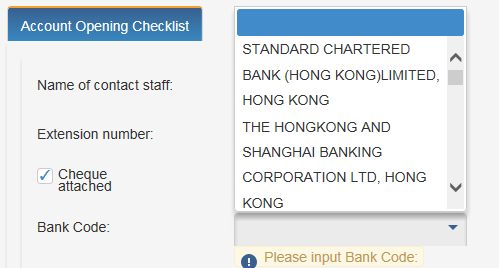 Account Opening Checklist
Name of contact staff:
Extension number:
Cheque
attached
Bank Code:
STANDARD CHARTERED
BANK (HONG KONG)LIMITED,
HONG KONG
THE HONGKONG AND
SHANGHAI BANKING
CORPORATION LTD, HONG
KONG
Please input Bank Code: